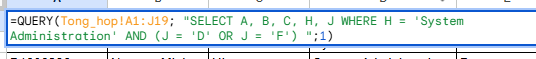 =QUERY(Tong_hop!A1:J19; "SELECT A, B, C, H, J WHERE H = 'System
Administration' AND (J = 'D' OR J = 'F') ";1)